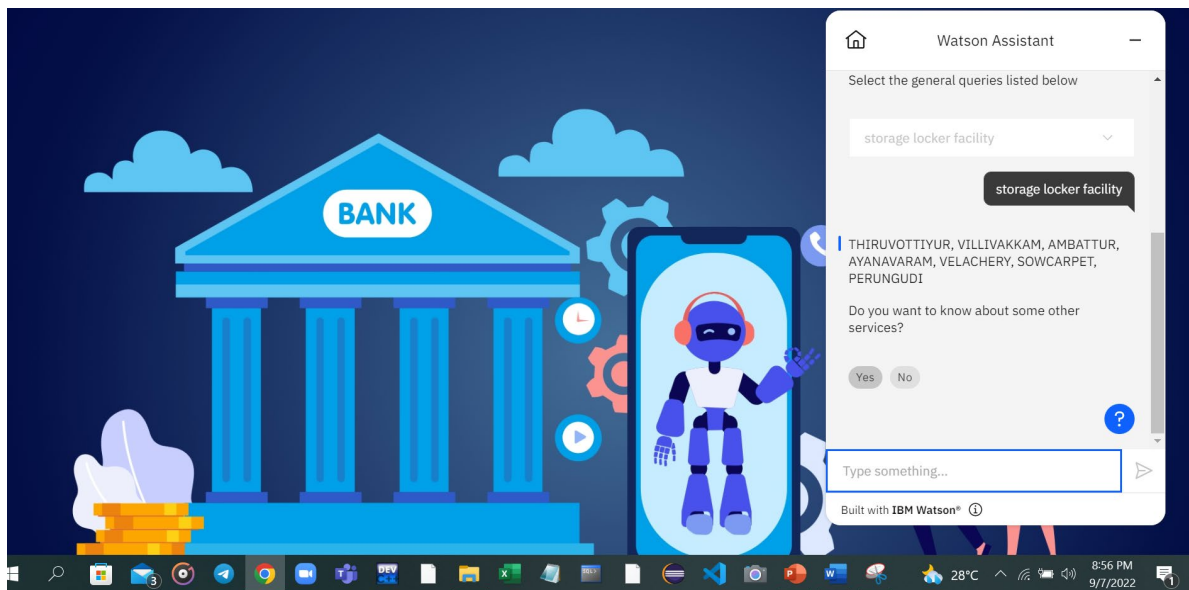 Watson Assistant
Select the general queries listed below
storage locker facility
storage locker facility
THIRUVOTTIYUR, VILLIVAKKAM, AMBATTUR,
AYANAVARAM, VELACHERY, SOWCARPET,
PERUNGUDI
Do you want to know about some other
services?
Yes No
?
Type something...
Built with IBM Watson®
BANK
3
DEV
28°C
8:56 PM
9/7/2022
1